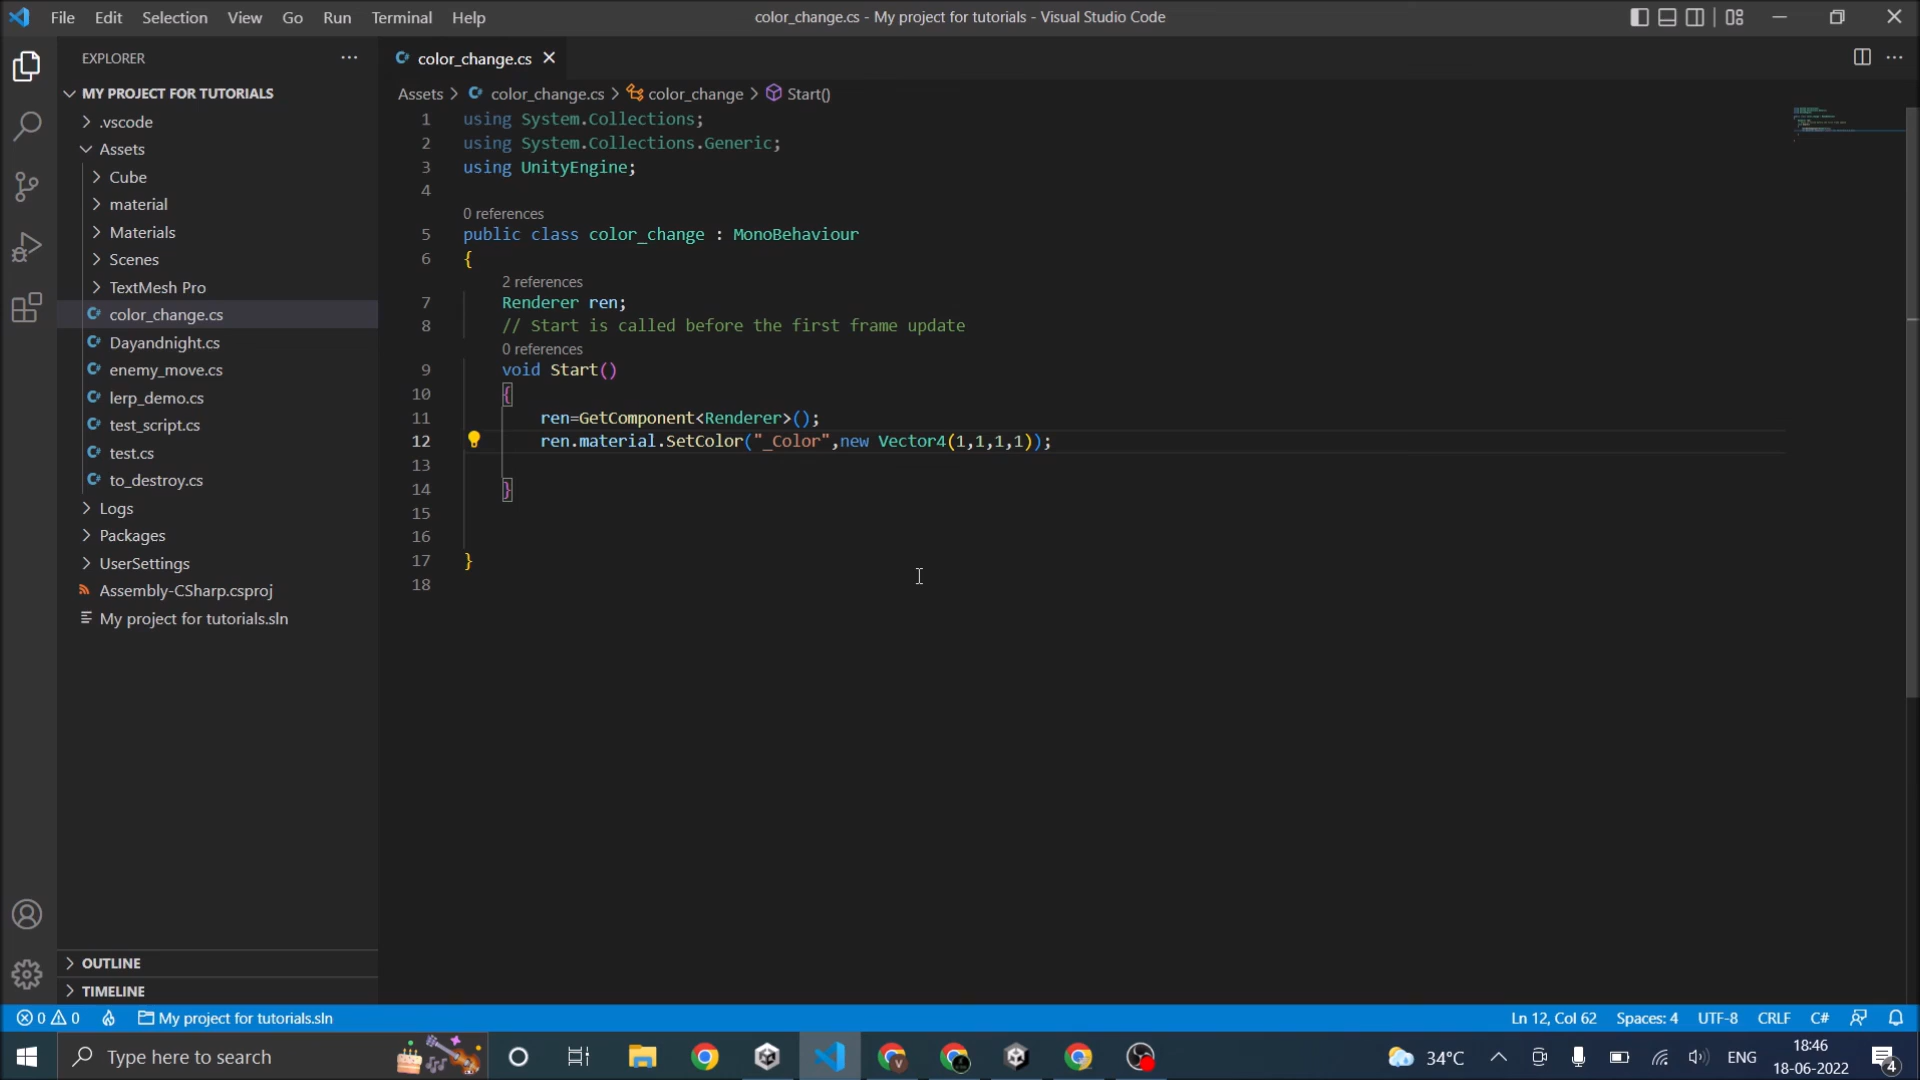 File Edit Selection View Go Run Terminal Help
color_change.cs - My project for tutorials - Visual Studio Code
EXPLORER
MY PROJECT FOR TUTORIALS
.vscode
Assets
Cube
material
Materials
Scenes
TextMesh Pro
color_change.cs
Dayandnight.cs
enemy_move.cs
lerp_demo.cs
test_script.cs
test.cs
to_destroy.cs
Logs
Packages
UserSettings
Assembly-CSharp.csproj
My project for tutorials.sln
OUTLINE
TIMELINE
color_change.cs
Assets > color_change.cs > color_change > Start()
1 using System.Collections;
2 using System.Collections.Generic;
3 using UnityEngine;
4
0 references
5 public class color_change : MonoBehaviour
6 {
2 references
7 Renderer ren;
8 // Start is called before the first frame update
0 references
9 void Start()
10 {
11 ren=GetComponent<Renderer>();
12 ren.material.SetColor("_Color",new Vector4(1,1,1,1));
13
14 }
15
16
17 }
18
0 0 My project for tutorials.sln Ln 12, Col 62 Spaces: 4 UTF-8 CRLF C#
Type here to search 34°C ENG 18:46
18-06-2022 4